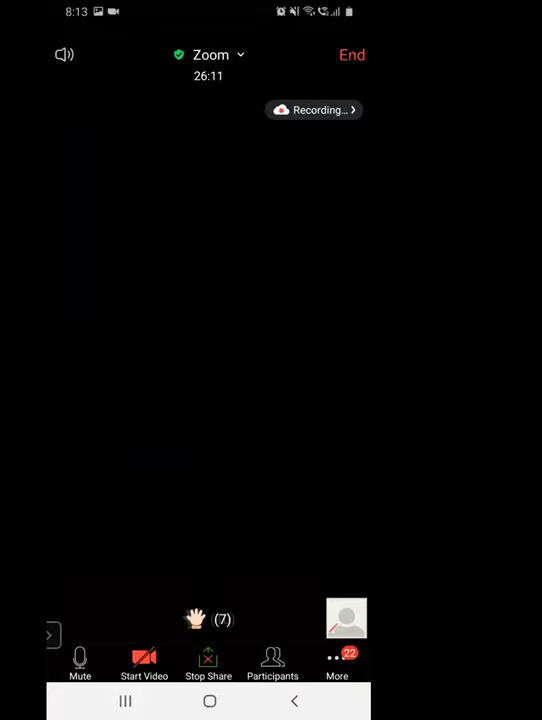 8:13
Zoom
End
26:11
Recording...
(7)
22
Mute
Start Video
Stop Share
Participants
More